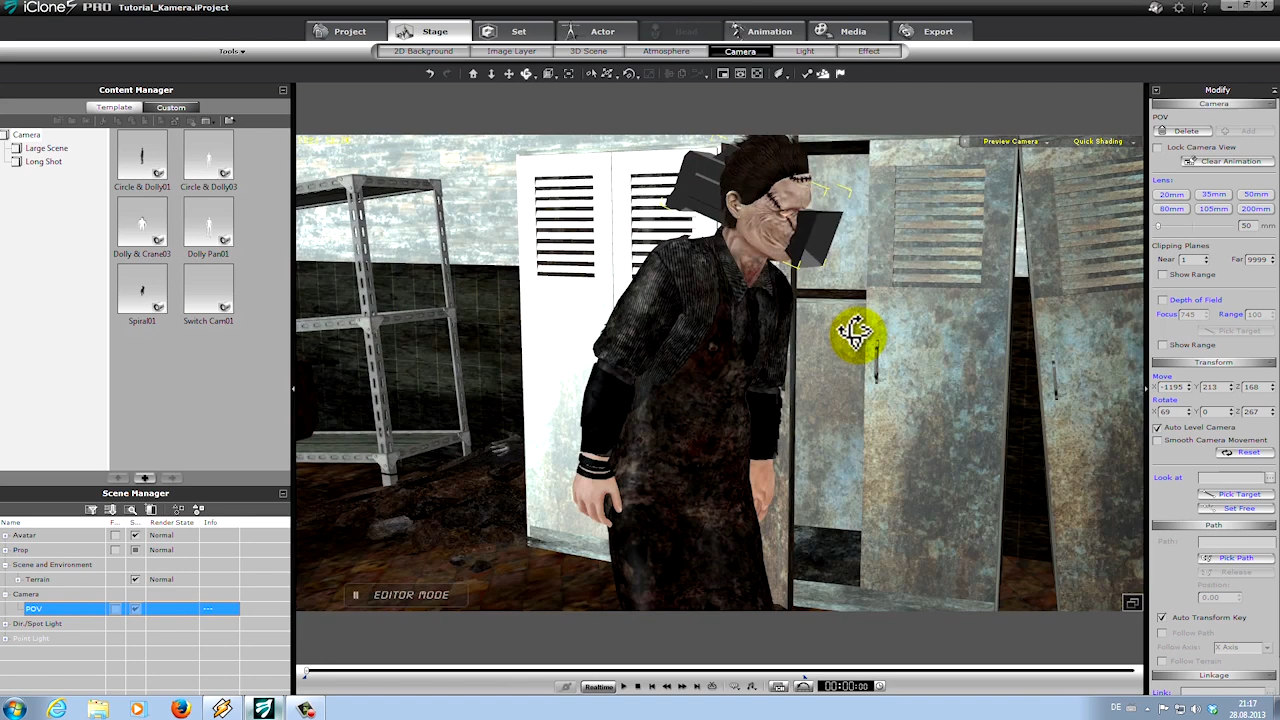 iClone5 PRO Tutorial_Kamera.iProject
Project Stage Set Actor Head Animation Media Export
Tools
2D Background Image Layer 3D Scene Atmosphere Camera Light Effect
Content Manager
Template Custom
Camera
Large Scene
Long Shot
Circle & Dolly01 Circle & Dolly03
Dolly & Crane03 Dolly Pan01
Spiral01 Switch Cam01
Scene Manager
Name F... S... Render State Info
Avatar Normal
Prop Normal
Scene and Environment
Terrain Normal
Camera
POV ---
Dir./Spot Light
Point Light
Preview Camera Quick Shading
EDITOR MODE
Realtime 00:00:00
Modify
Camera
POV
Delete Add
Lock Camera View
Clear Animation
Lens:
20mm 35mm 50mm
80mm 105mm 200mm
50 mm
Clipping Planes
Near 1 Far 9999
Show Range
Depth of Field
Focus 745 Range 100
Pick Target
Show Range
Transform
Move
X -1195 Y 213 Z 168
Rotate
X 69 Y 0 Z 267
Auto Level Camera
Smooth Camera Movement
Reset
Look at
Pick Target
Set Free
Path
Path:
Pick Path
Release
Position:
0.00
Auto Transform Key
Follow Path
Follow Axis: X Axis
Follow Terrain
Linkage
Link:
DE 21:17
28.08.2013